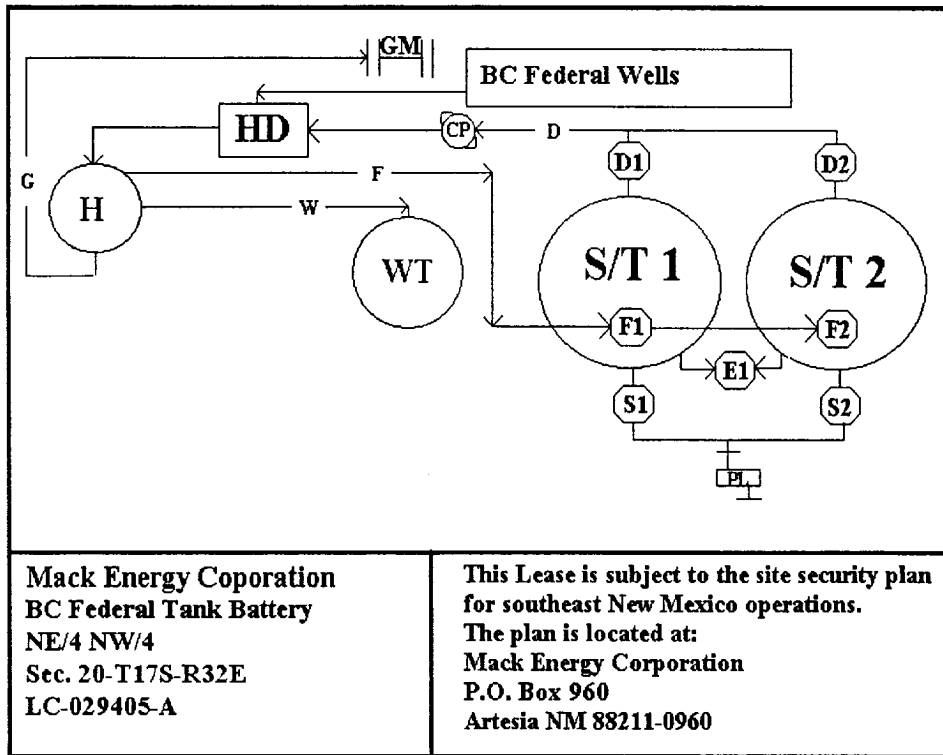 GM
BC Federal Wells
HD
CP
D
D1
D2
G
F
H
W
WT
S/T 1
S/T 2
F1
F2
E1
S1
S2
PL
Mack Energy Coporation
BC Federal Tank Battery
NE/4 NW/4
Sec. 20-T17S-R32E
LC-029405-A
This Lease is subject to the site security plan
for southeast New Mexico operations.
The plan is located at:
Mack Energy Corporation
P.O. Box 960
Artesia NM 88211-0960